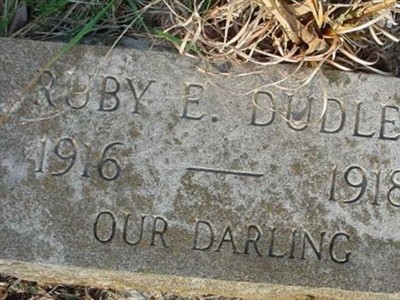 RUBY E. DUDLE
1916 — 1918
OUR DARLING